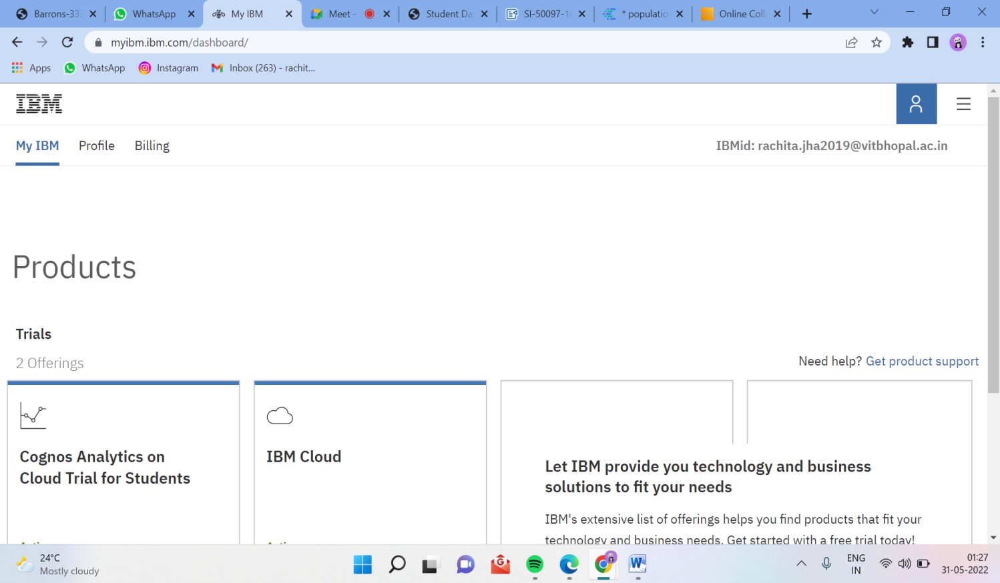 Barrons-333
WhatsApp
My IBM
Meet -
Student Da
SI-50097-1
* populatio
Online Coll
myibm.ibm.com/dashboard/
Apps
WhatsApp
Instagram
Inbox (263) - rachit...
IBM
My IBM
Profile
Billing
IBMid: rachita.jha2019@vitbhopal.ac.in
Products
Trials
2 Offerings
Need help? Get product support
Cognos Analytics on
Cloud Trial for Students
IBM Cloud
Let IBM provide you technology and business
solutions to fit your needs
IBM's extensive list of offerings helps you find products that fit your
technology and business needs. Get started with a free trial today!
24°C
Mostly cloudy
ENG
IN
01:27
31-05-2022